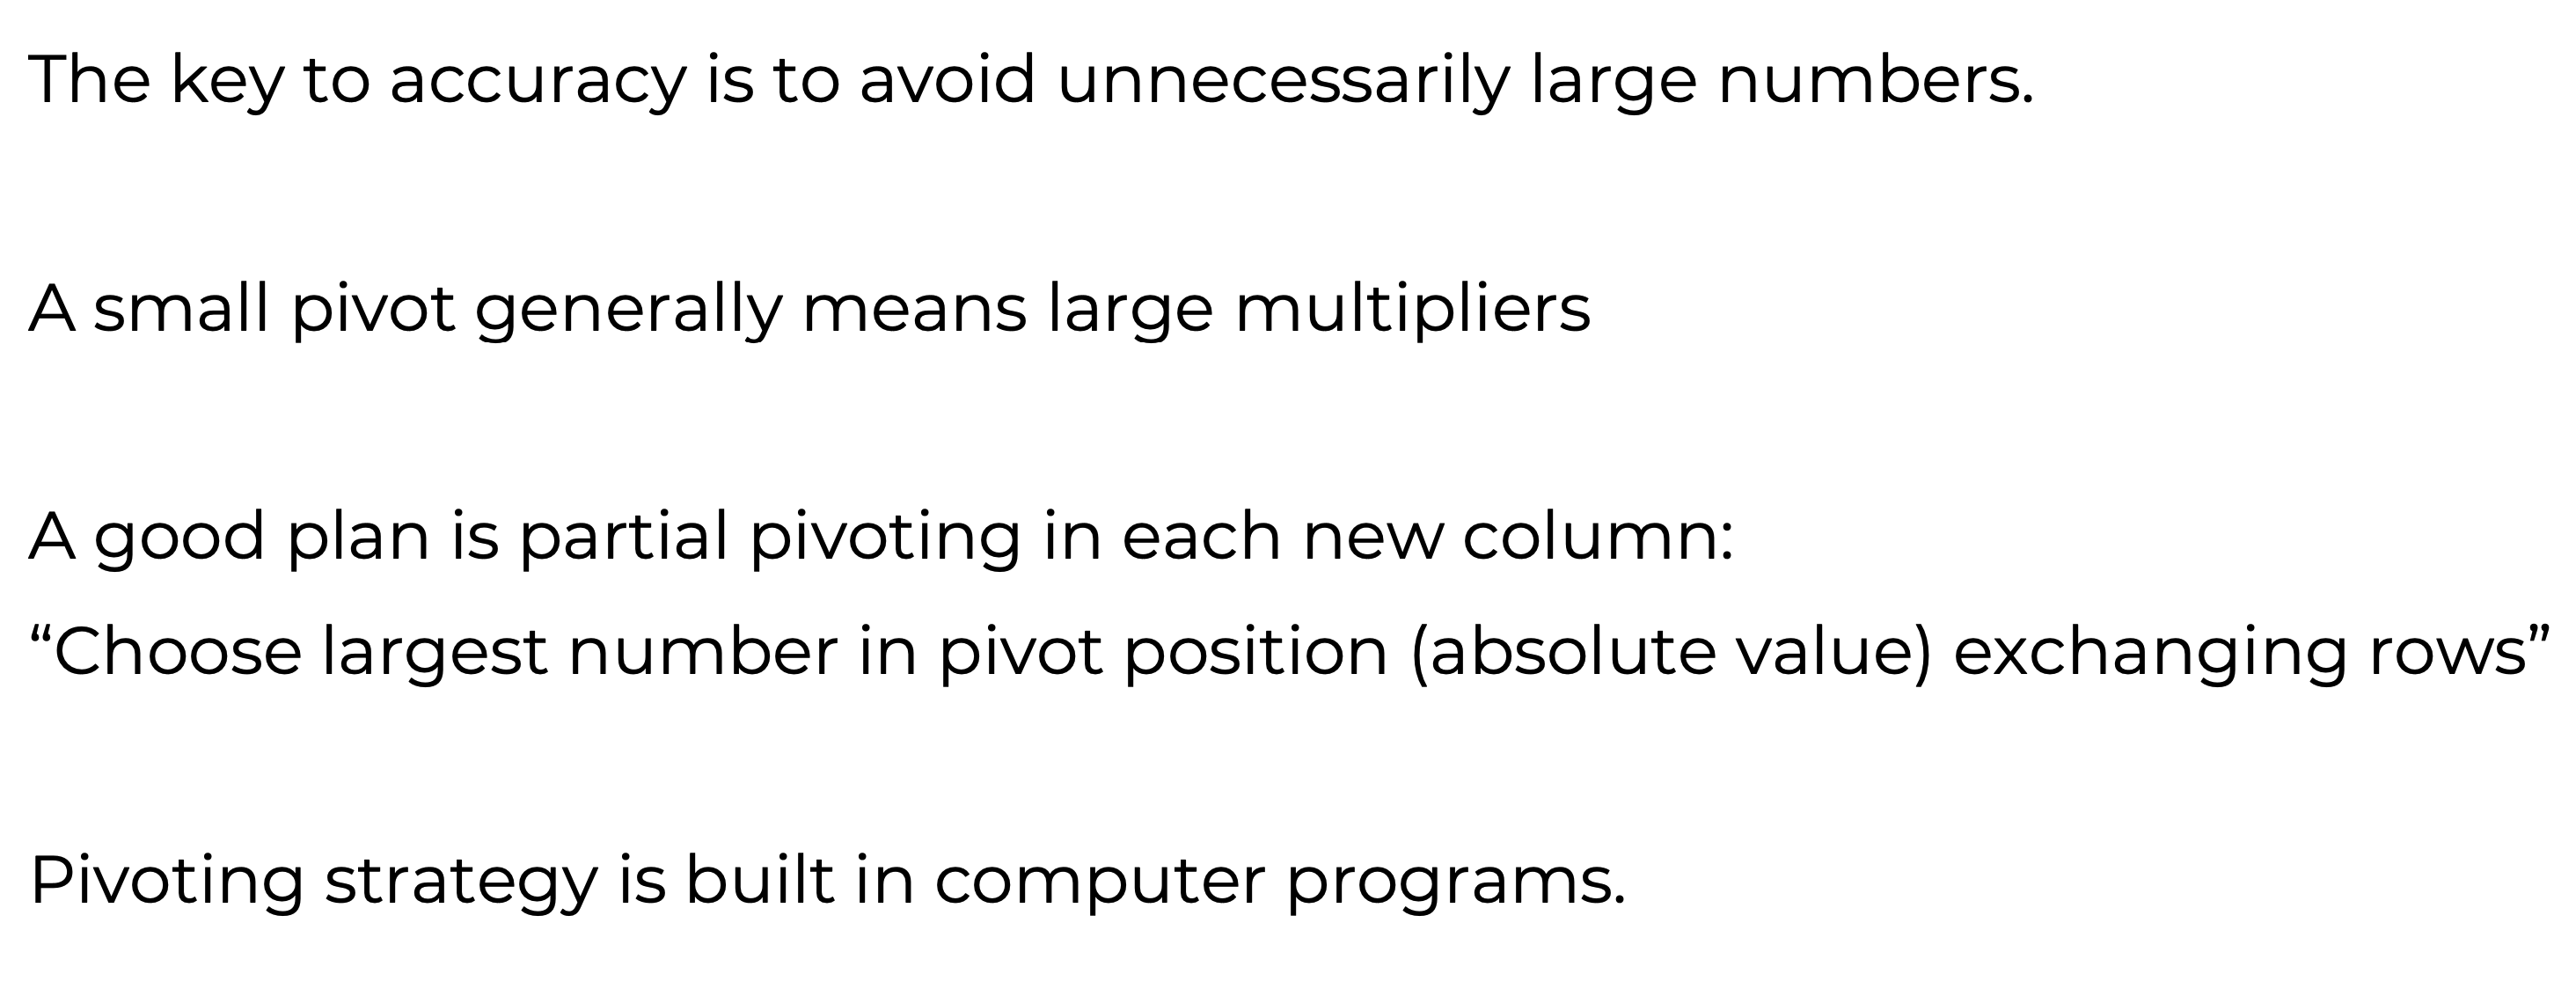 The key to accuracy is to avoid unnecessarily large numbers.
A small pivot generally means large multipliers
A good plan is partial pivoting in each new column:
“Choose largest number in pivot position (absolute value) exchanging rows”
Pivoting strategy is built in computer programs.